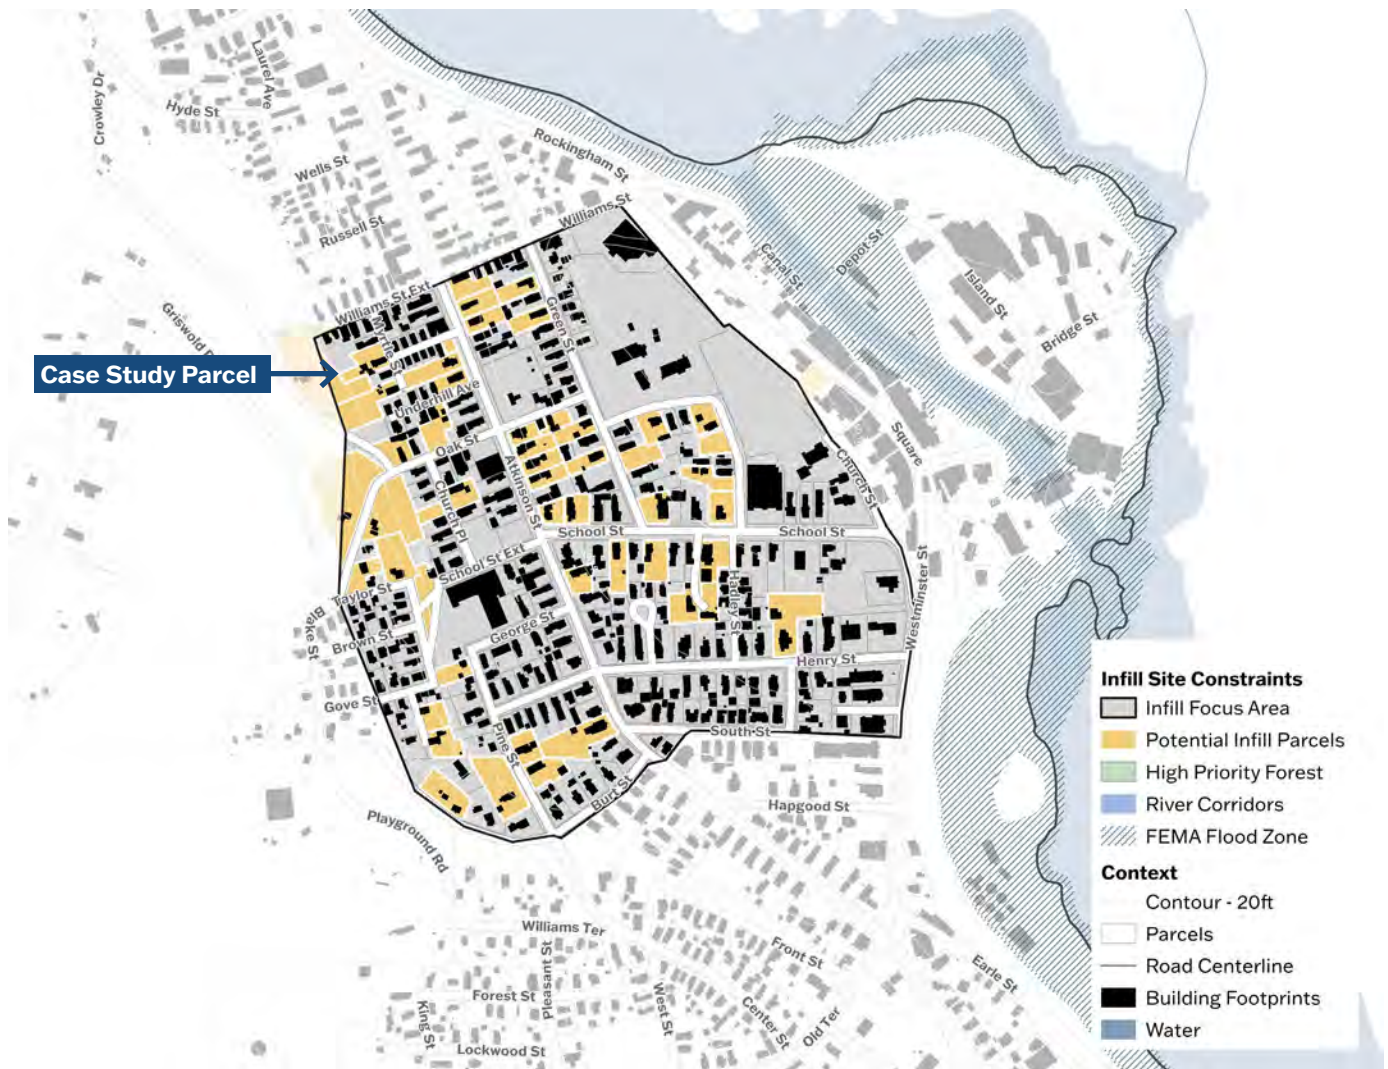 Laurel Ave
Crowley Dr
Hyde St
Rockingham St
Wells St
Williams St
Russell St
Canal St
Depot St
Island St
Williams St Ext
Green St
Bridge St
Myrtle St
Case Study Parcel
Underhill Ave
Oak St
Square
Church St
Atkinson St
Church Pl
School St
School St
School St Ext
Hadley St
Westminster St
Taylor St
Blake St
Brown St
George St
Henry St
Gove St
Pine St
South St
Burt St
Hapgood St
Playground Rd
Williams Ter
Pleasant St
Front St
Earle St
Forest St
King St
West St
Center St
Old Ter
Lockwood St
Infill Site Constraints
Infill Focus Area
Potential Infill Parcels
High Priority Forest
River Corridors
FEMA Flood Zone
Context
Contour - 20ft
Parcels
Road Centerline
Building Footprints
Water